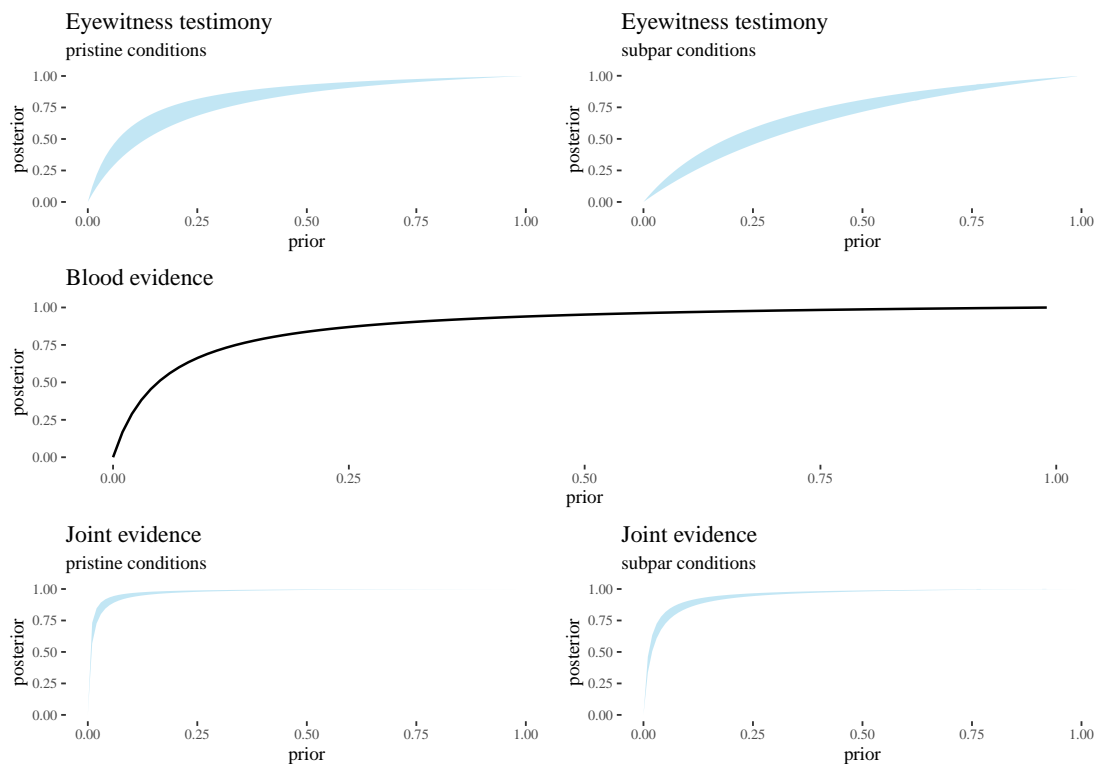 Eyewitness testimony
pristine conditions
1.00
0.75
0.50
0.25
0.00
posterior
0.00 0.25 0.50 0.75 1.00
prior
Eyewitness testimony
subpar conditions
1.00
0.75
0.50
0.25
0.00
posterior
0.00 0.25 0.50 0.75 1.00
prior
Blood evidence
1.00
0.75
0.50
0.25
0.00
posterior
0.00 0.25 0.50 0.75 1.00
prior
Joint evidence
pristine conditions
1.00
0.75
0.50
0.25
0.00
posterior
0.00 0.25 0.50 0.75 1.00
prior
Joint evidence
subpar conditions
1.00
0.75
0.50
0.25
0.00
posterior
0.00 0.25 0.50 0.75 1.00
prior